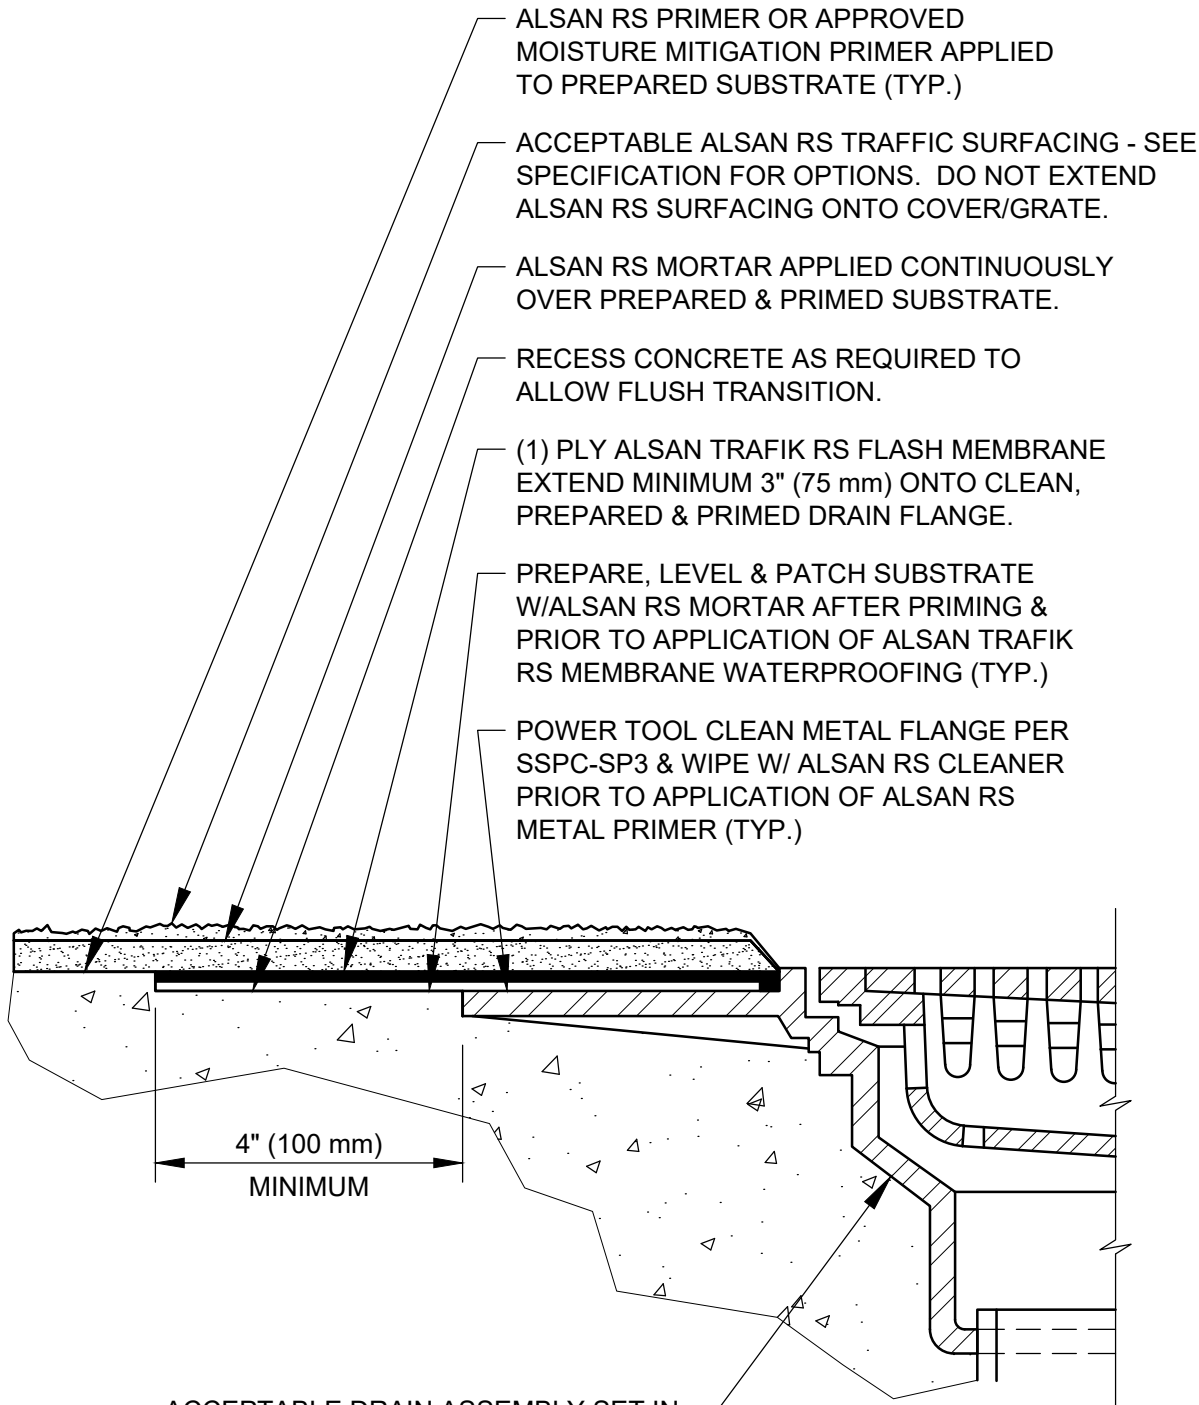 ALSAN RS PRIMER OR APPROVED
MOISTURE MITIGATION PRIMER APPLIED
TO PREPARED SUBSTRATE (TYP.)
ACCEPTABLE ALSAN RS TRAFFIC SURFACING - SEE
SPECIFICATION FOR OPTIONS. DO NOT EXTEND
ALSAN RS SURFACING ONTO COVER/GRATE.
ALSAN RS MORTAR APPLIED CONTINUOUSLY
OVER PREPARED & PRIMED SUBSTRATE.
RECESS CONCRETE AS REQUIRED TO
ALLOW FLUSH TRANSITION.
(1) PLY ALSAN TRAFIK RS FLASH MEMBRANE
EXTEND MINIMUM 3" (75 mm) ONTO CLEAN,
PREPARED & PRIMED DRAIN FLANGE.
PREPARE, LEVEL & PATCH SUBSTRATE
W/ALSAN RS MORTAR AFTER PRIMING &
PRIOR TO APPLICATION OF ALSAN TRAFIK
RS MEMBRANE WATERPROOFING (TYP.)
POWER TOOL CLEAN METAL FLANGE PER
SSPC-SP3 & WIPE W/ ALSAN RS CLEANER
PRIOR TO APPLICATION OF ALSAN RS
METAL PRIMER (TYP.)
4" (100 mm)
MINIMUM
ACCEPTABLE DRAIN ASSEMBLY SET IN